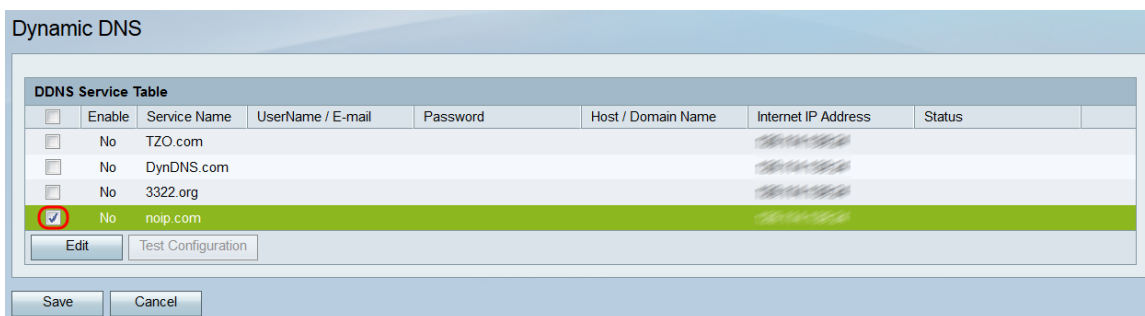 Dynamic DNS
DDNS Service Table
Enable Service Name UserName / E-mail Password Host / Domain Name Internet IP Address Status
No TZO.com
No DynDNS.com
No 3322.org
No noip.com
Edit Test Configuration
Save Cancel